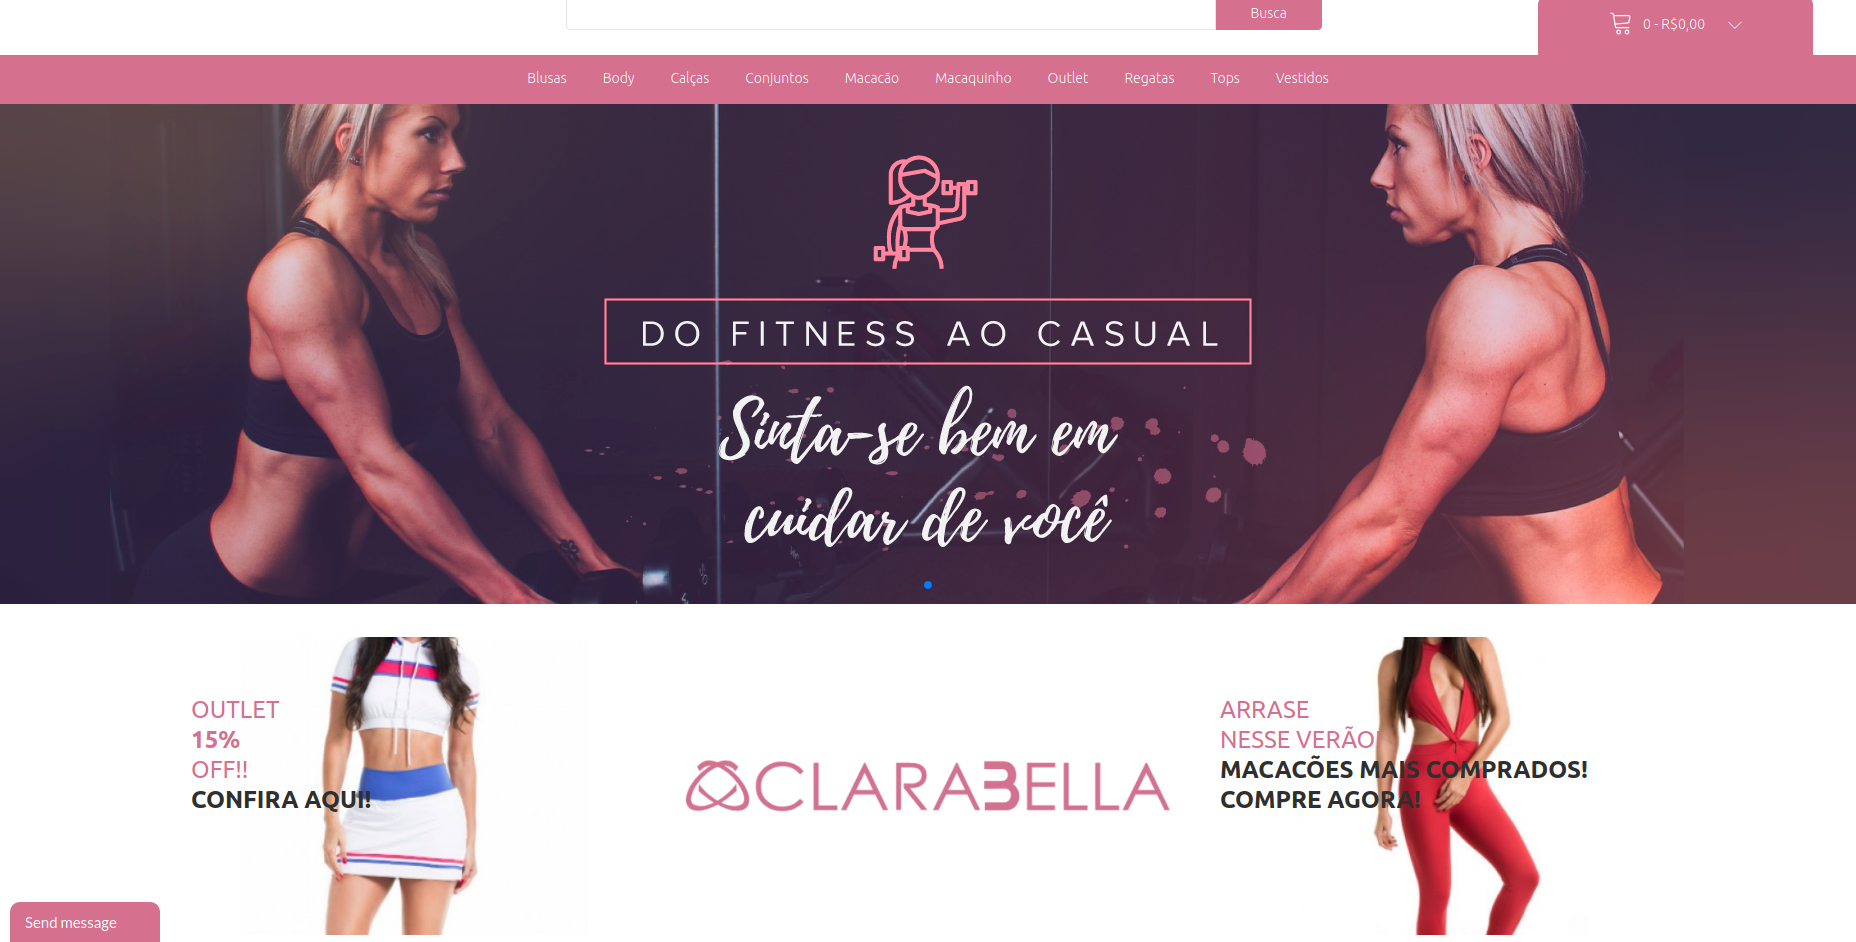 Busca
0 - R$0,00
Blusas Body Calças Conjuntos Macacão Macaquinho Outlet Regatas Tops Vestidos
DO FITNESS AO CASUAL
Sinta-se bem em
cuidar de você
OUTLET
15%
OFF!!
CONFIRA AQUI!
CLARABELLA
ARRASE
NESSE VERÃO!
MACACÕES MAIS COMPRADOS!
COMPRE AGORA!
Send message